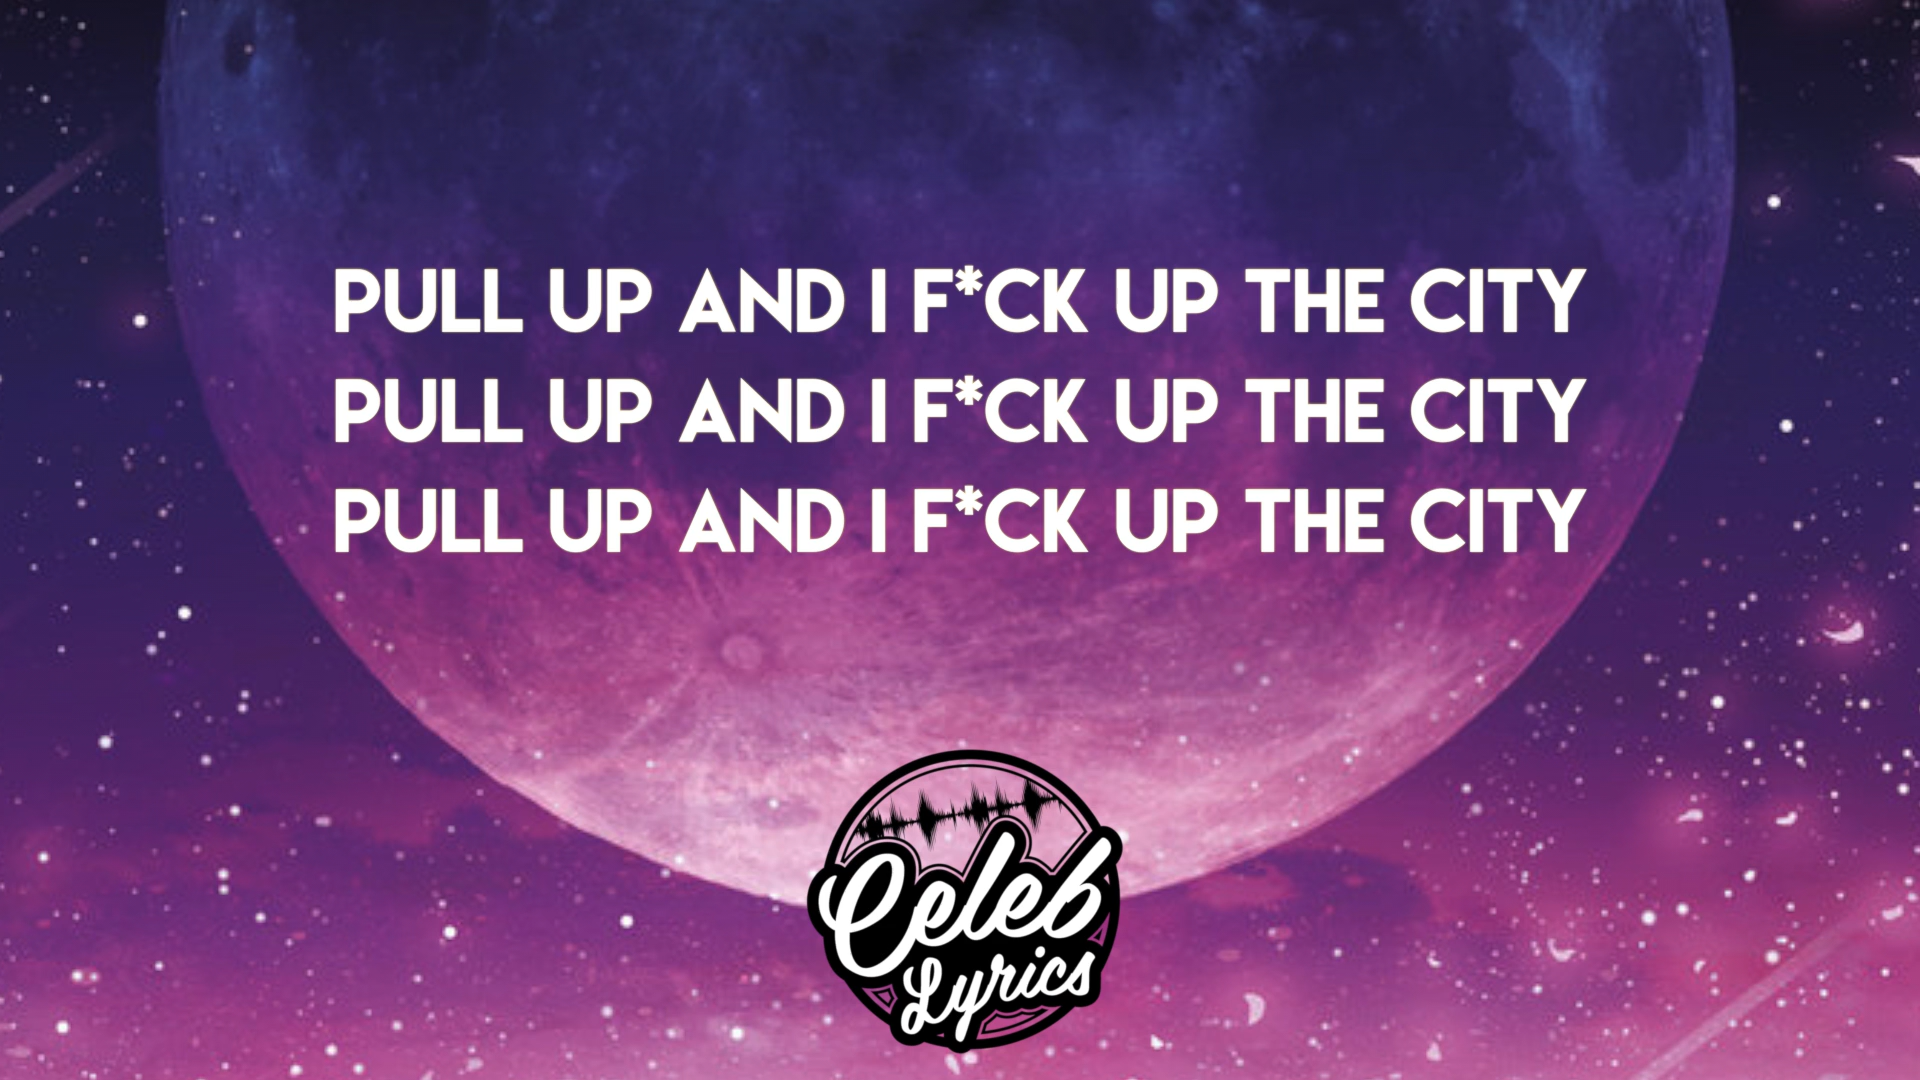 PULL UP AND I F*CK UP THE CITY
PULL UP AND I F*CK UP THE CITY
PULL UP AND I F*CK UP THE CITY
Celeb
Lyrics